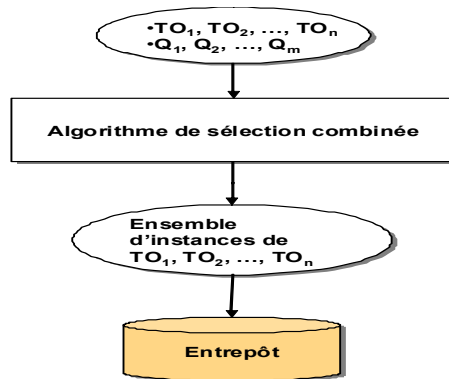 •TO₁, TO₂, ..., TOₙ
•Q₁, Q₂, ..., Qₘ
Algorithme de sélection combinée
Ensemble
d'instances de
TO₁, TO₂, ..., TOₙ
Entrepôt